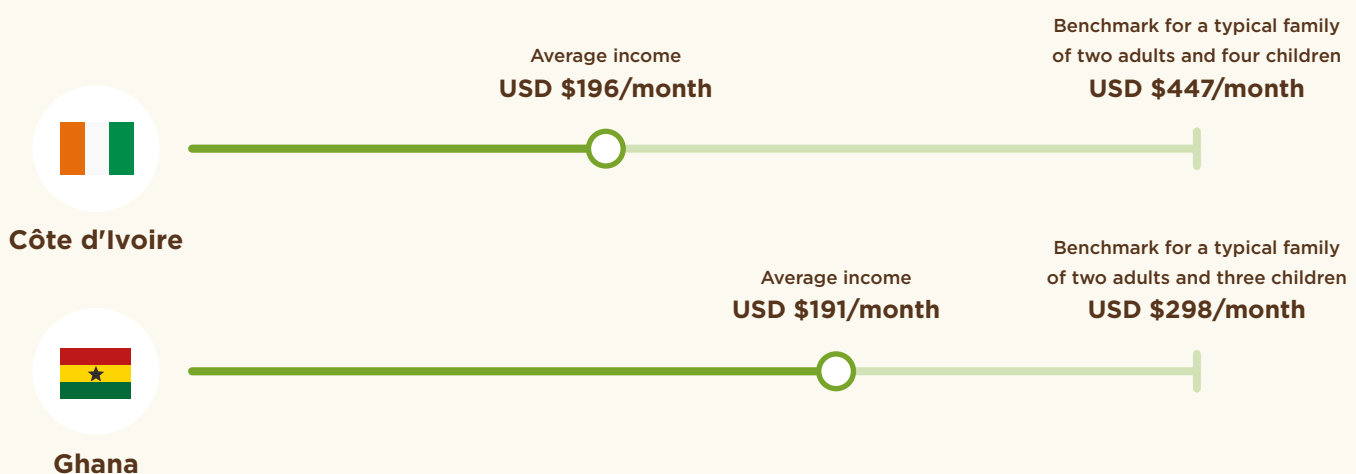 Average income
USD $196/month
Benchmark for a typical family
of two adults and four children
USD $447/month
Côte d'Ivoire
Average income
USD $191/month
Benchmark for a typical family
of two adults and three children
USD $298/month
Ghana